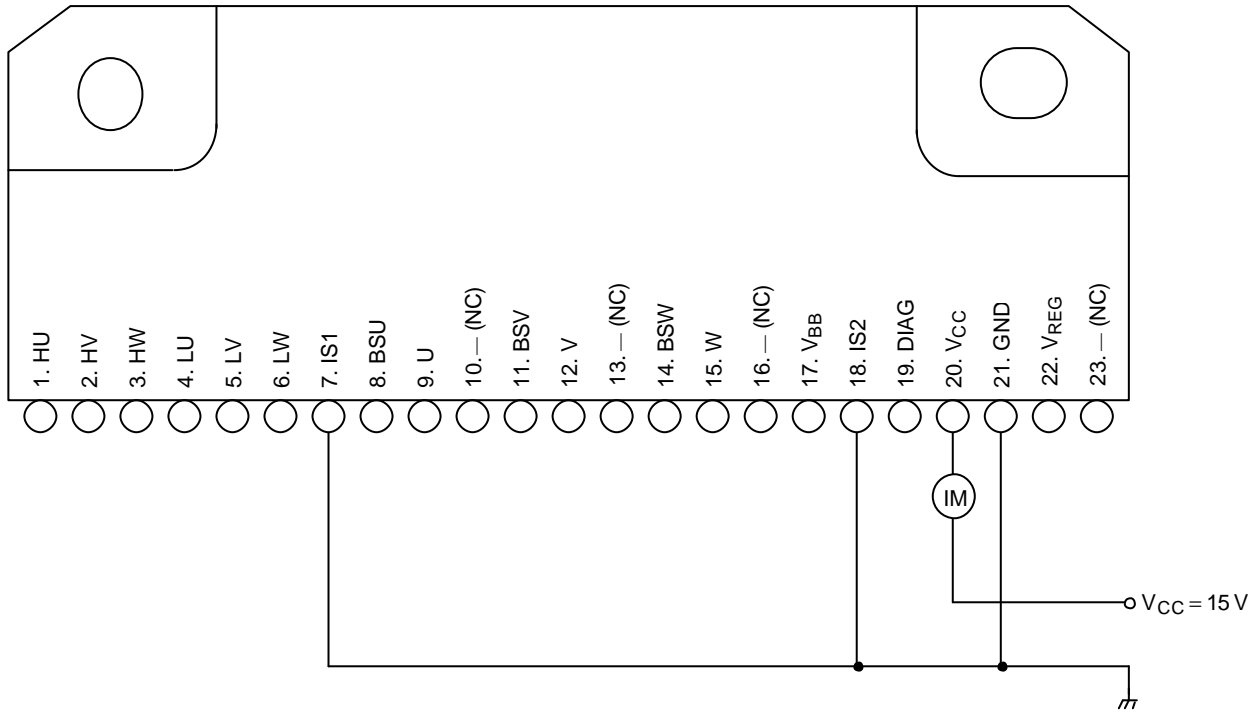 1. HU
2. HV
3. HW
4. LU
5. LV
6. LW
7. IS1
8. BSU
9. U
10. — (NC)
11. BSV
12. V
13. — (NC)
14. BSW
15. W
16. — (NC)
17. VBB
18. IS2
19. DIAG
20. VCC
21. GND
22. VREG
23. — (NC)
IM
VCC = 15 V